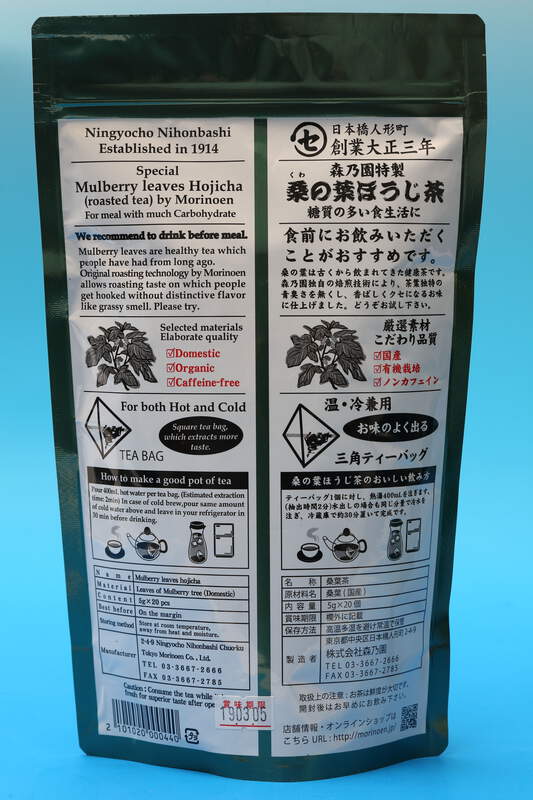 Ningyocho Nihonbashi
Established in 1914
Special
Mulberry leaves Hojicha
(roasted tea) by Morinoen
For meal with much Carbohydrate
We recommend to drink before meal.
Mulberry leaves are healthy tea which
people have had from long ago.
Original roasting technology by Morinoen
allows roasting tea on which people
get hooked without distinctive flavor
like grassy smell. Please try.
Selected materials
Elaborate quality
☑Domestic
☑Organic
☑Caffeine-free
For both Hot and Cold
Square tea bag,
which extracts more
taste.
TEA BAG
How to make a good pot of tea
Pour 400mL hot water per tea bag. (Estimated extraction
time: 2min) In case of cold brew, pour same amount
of cold water above and leave in your refrigerator in
30 min before drinking.
Name Mulberry leaves hojicha
Material Leaves of Mulberry tree (Domestic)
Content 5g×20 pcs
Best before On the margin
Storing method Store at room temperature,
away from heat and moisture.
Manufacturer 2-4-9 Ningyocho Nihonbashi Chuo-ku
Tokyo Morinoen Co., Ltd.
TEL 03-3667-2666
FAX 03-3667-2785
Caution : Consume the tea while
fresh for superior taste after
2 101020 000440
賞味期限
190305
セ 日本橋人形町
創業大正三年
森乃園特製
くわ
桑の葉ほうじ茶
糖質の多い食生活に
食前にお飲みいただく
ことがおすすめです。
桑の葉は古くから飲まれてきた健康茶です。
森乃園独自の焙煎技術により、茶葉独特の
青臭さを無くし、香ばしくクセになるお味
に仕上げました。どうぞお試し下さい。
厳選素材
こだわり品質
☑国産
☑有機栽培
☑ノンカフェイン
温・冷兼用
お味のよく出る
三角ティーバッグ
桑の葉ほうじ茶のおいしい飲み方
ティーバッグ1個に対し、熱湯400mLを注ぎます。
(抽出時間2分)水出しの場合も同じ分量で冷水を
注ぎ、冷蔵庫で約30分置いて完成です。
名称 桑葉茶
原材料名 桑葉(国産)
内容量 5g×20個
賞味期限 欄外に記載
保存方法 高温多湿を避け常温で保管
製造者 東京都中央区日本橋人形町2-4-9
株式会社森乃園
TEL 03-3667-2666
FAX 03-3667-2785
取扱上の注意:お茶は鮮度が大切です。
開封後はお早めにお飲み下さい。
店舗情報・オンラインショップは
こちら URL : http://morinoen.jp/